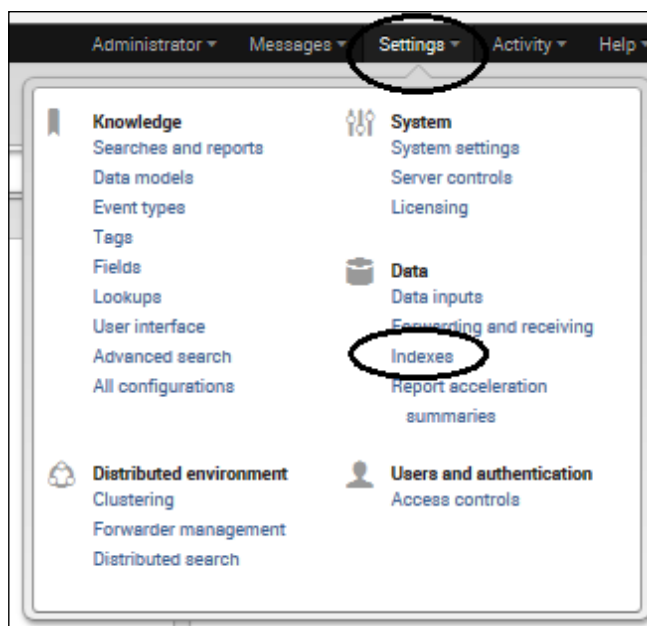 Administrator Messages Settings Activity Help
Knowledge
Searches and reports
Data models
Event types
Tags
Fields
Lookups
User interface
Advanced search
All configurations
System
System settings
Server controls
Licensing
Data
Data inputs
Forwarding and receiving
Indexes
Report acceleration
summaries
Distributed environment
Clustering
Forwarder management
Distributed search
Users and authentication
Access controls